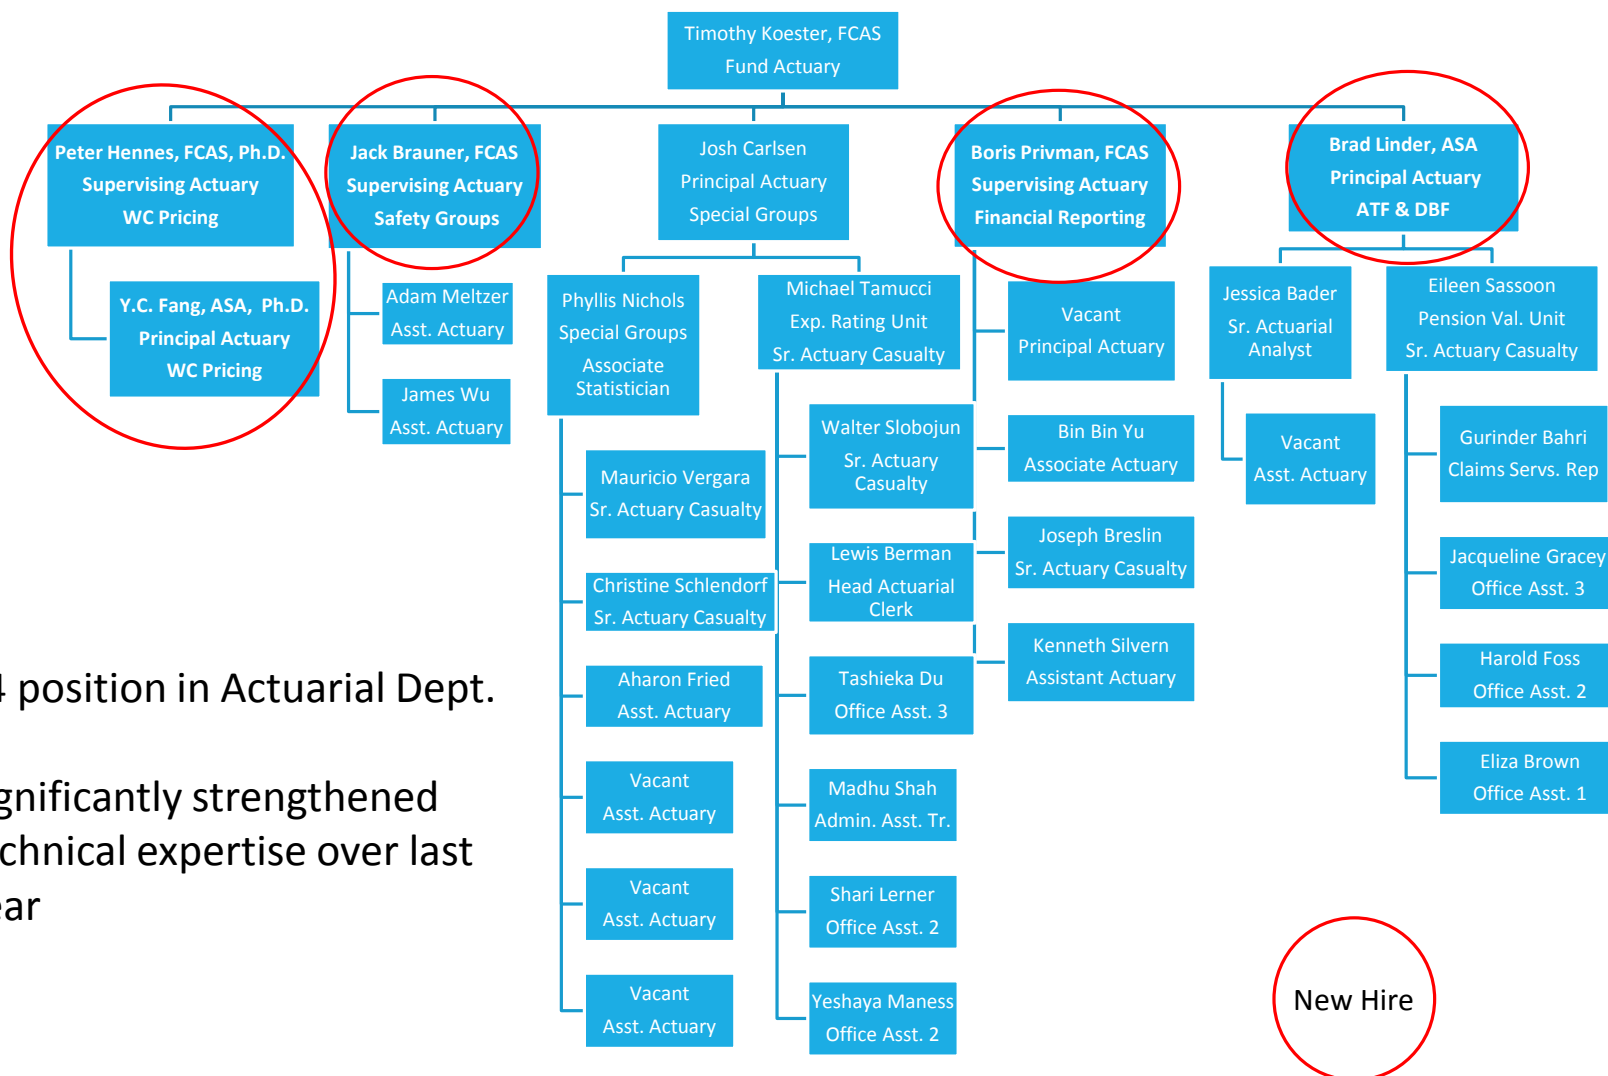 Timothy Koester, FCAS
Fund Actuary
Peter Hennes, FCAS, Ph.D.
Supervising Actuary
WC Pricing
Y.C. Fang, ASA, Ph.D.
Principal Actuary
WC Pricing
Jack Brauner, FCAS
Supervising Actuary
Safety Groups
Adam Meltzer
Asst. Actuary
James Wu
Asst. Actuary
Josh Carlsen
Principal Actuary
Special Groups
Phyllis Nichols
Special Groups
Associate
Statistician
Mauricio Vergara
Sr. Actuary Casualty
Christine Schlendorf
Sr. Actuary Casualty
Aharon Fried
Asst. Actuary
Vacant
Asst. Actuary
Vacant
Asst. Actuary
Vacant
Asst. Actuary
Michael Tamucci
Exp. Rating Unit
Sr. Actuary Casualty
Walter Slobojun
Sr. Actuary
Casualty
Lewis Berman
Head Actuarial
Clerk
Tashieka Du
Office Asst. 3
Madhu Shah
Admin. Asst. Tr.
Shari Lerner
Office Asst. 2
Yeshaya Maness
Office Asst. 2
Boris Privman, FCAS
Supervising Actuary
Financial Reporting
Vacant
Principal Actuary
Bin Bin Yu
Associate Actuary
Joseph Breslin
Sr. Actuary Casualty
Kenneth Silvern
Assistant Actuary
Brad Linder, ASA
Principal Actuary
ATF & DBF
Jessica Bader
Sr. Actuarial
Analyst
Vacant
Asst. Actuary
Eileen Sassoon
Pension Val. Unit
Sr. Actuary Casualty
Gurinder Bahri
Claims Servs. Rep
Jacqueline Gracey
Office Asst. 3
Harold Foss
Office Asst. 2
Eliza Brown
Office Asst. 1
4 position in Actuarial Dept.
gnificantly strengthened
chnical expertise over last
ear
New Hire